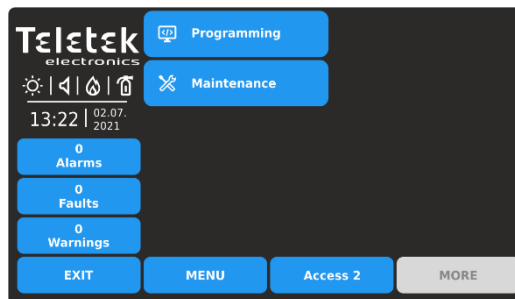 Teletek
electronics
13:22
02.07.
2021
0
Alarms
0
Faults
0
Warnings
Programming
Maintenance
EXIT
MENU
Access 2
MORE